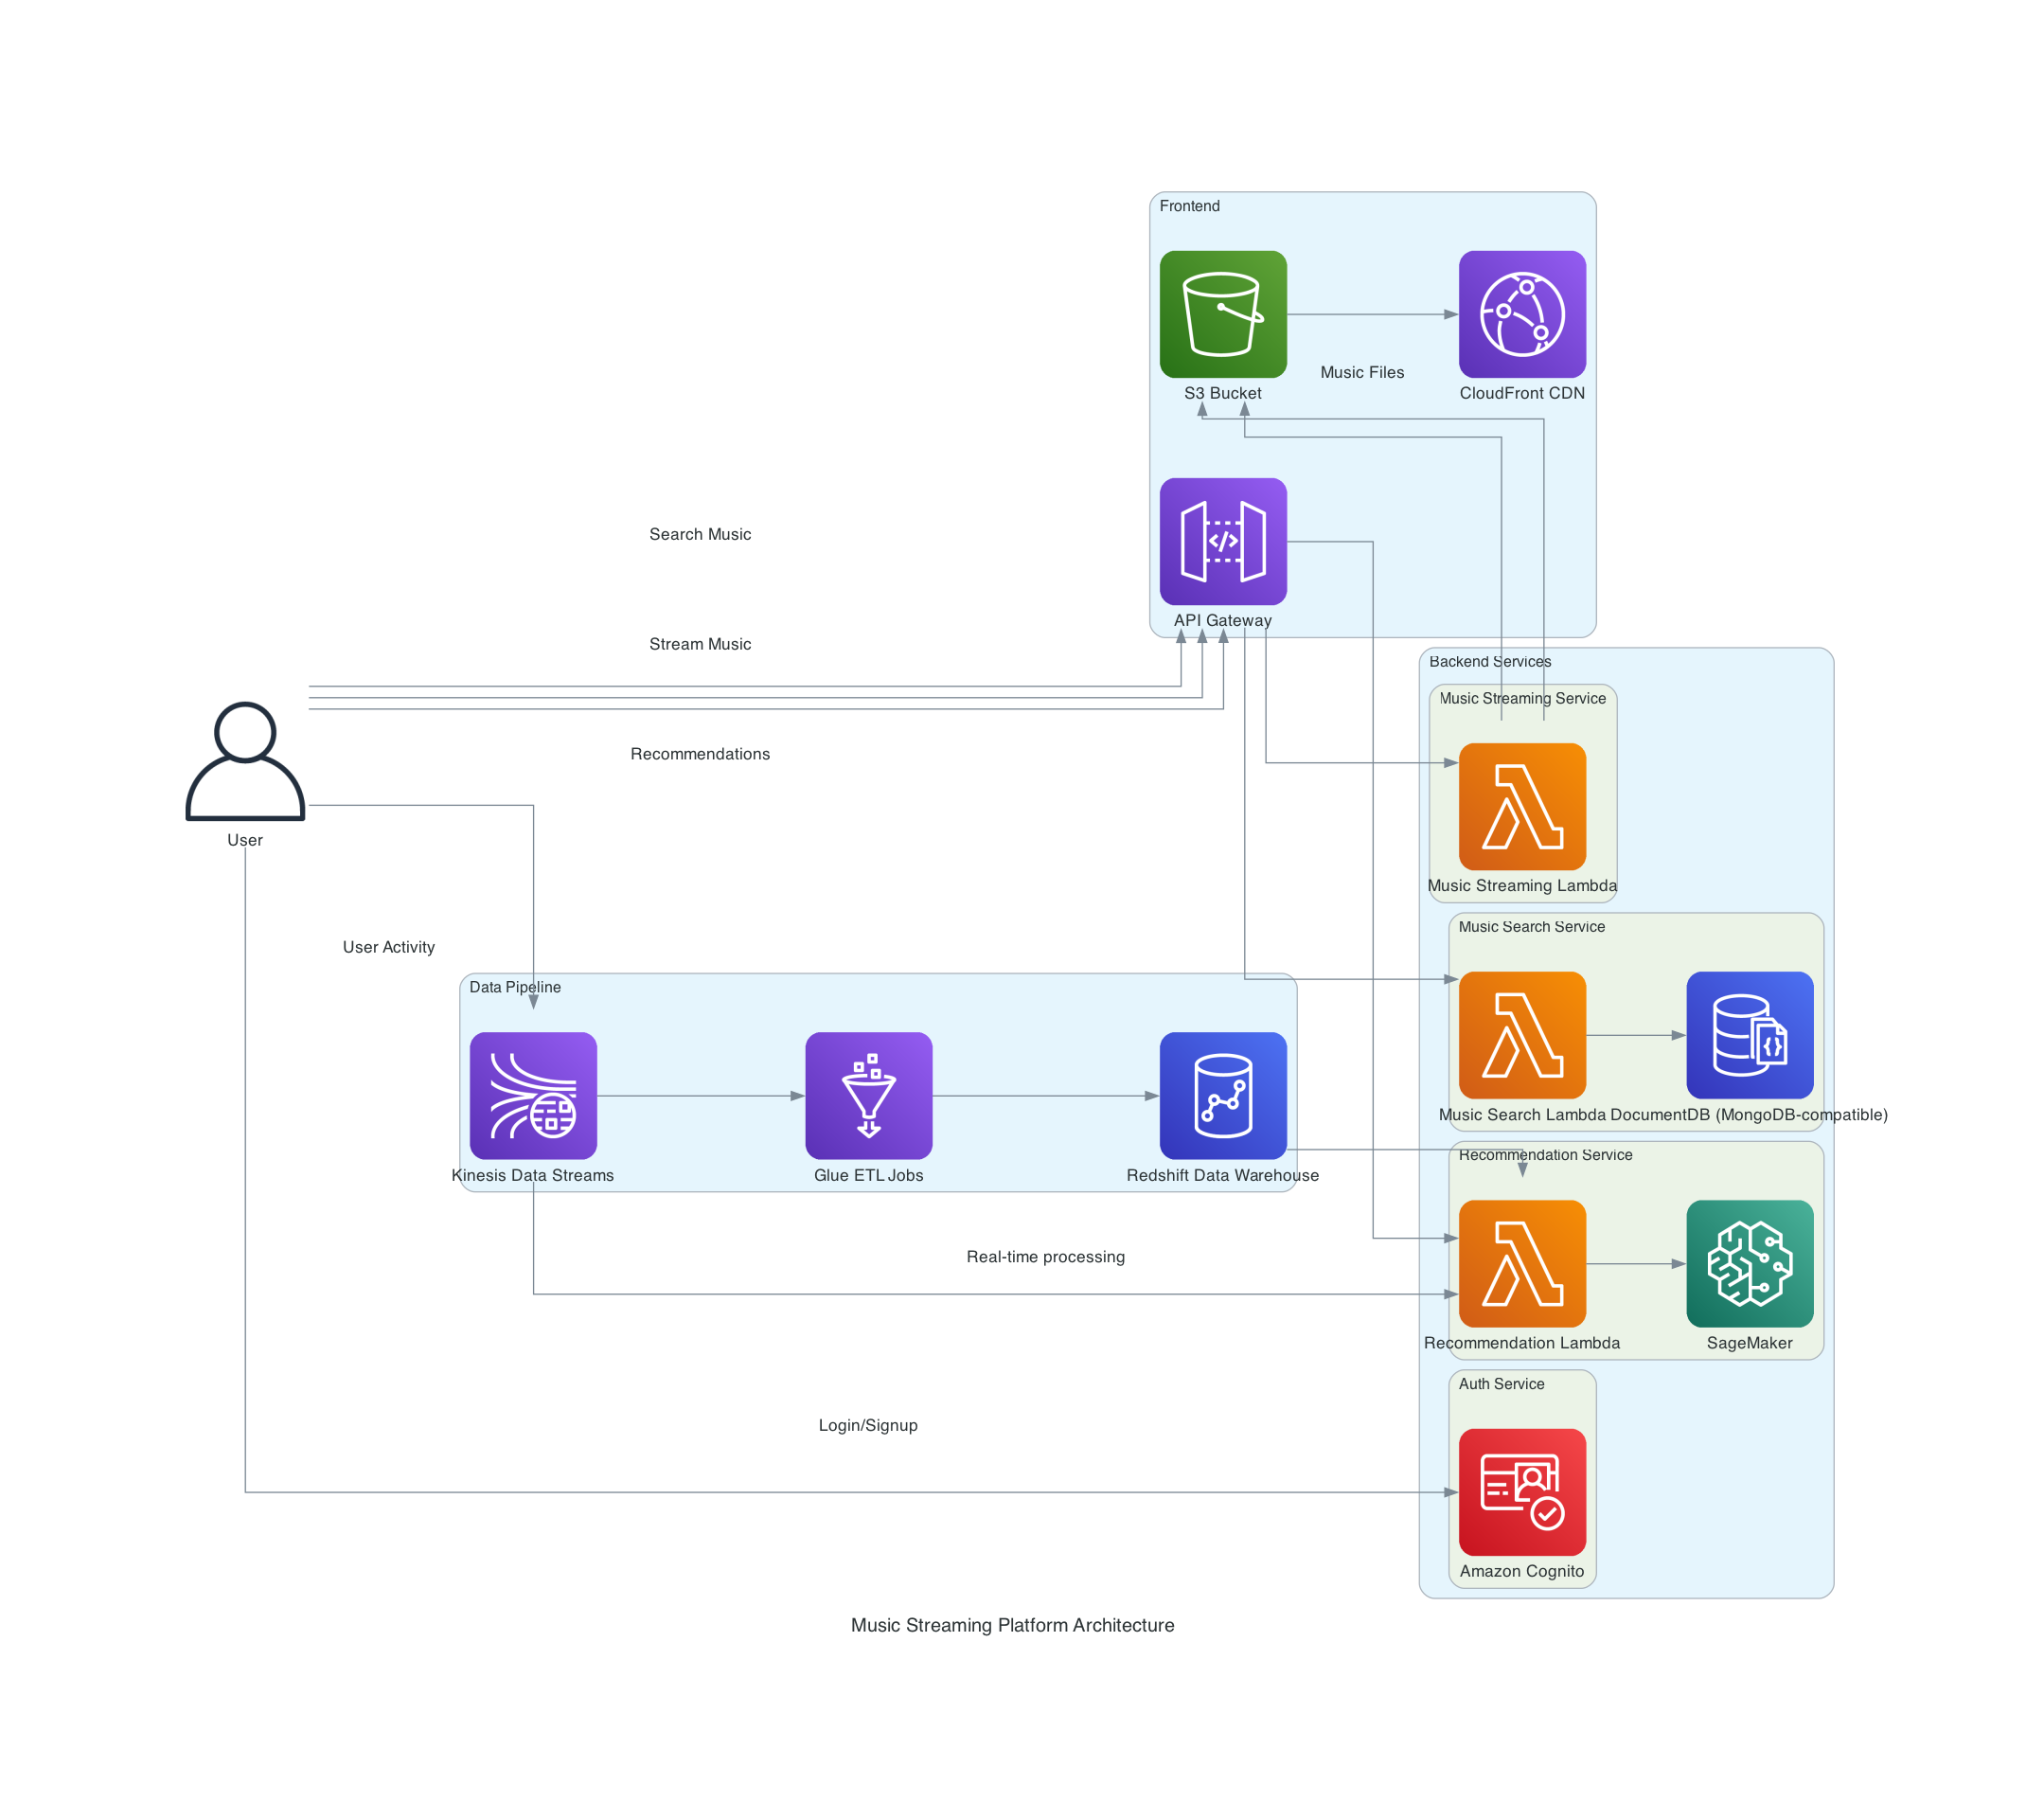 Frontend
S3 Bucket
Music Files
CloudFront CDN
Search Music
API Gateway
Stream Music
Backend Services
Music Streaming Service
Recommendations
User
Music Streaming Lambda
User Activity
Music Search Service
Data Pipeline
Music Search Lambda
DocumentDB (MongoDB-compatible)
Recommendation Service
Kinesis Data Streams
Glue ETL Jobs
Redshift Data Warehouse
Real-time processing
Recommendation Lambda
SageMaker
Auth Service
Login/Signup
Amazon Cognito
Music Streaming Platform Architecture